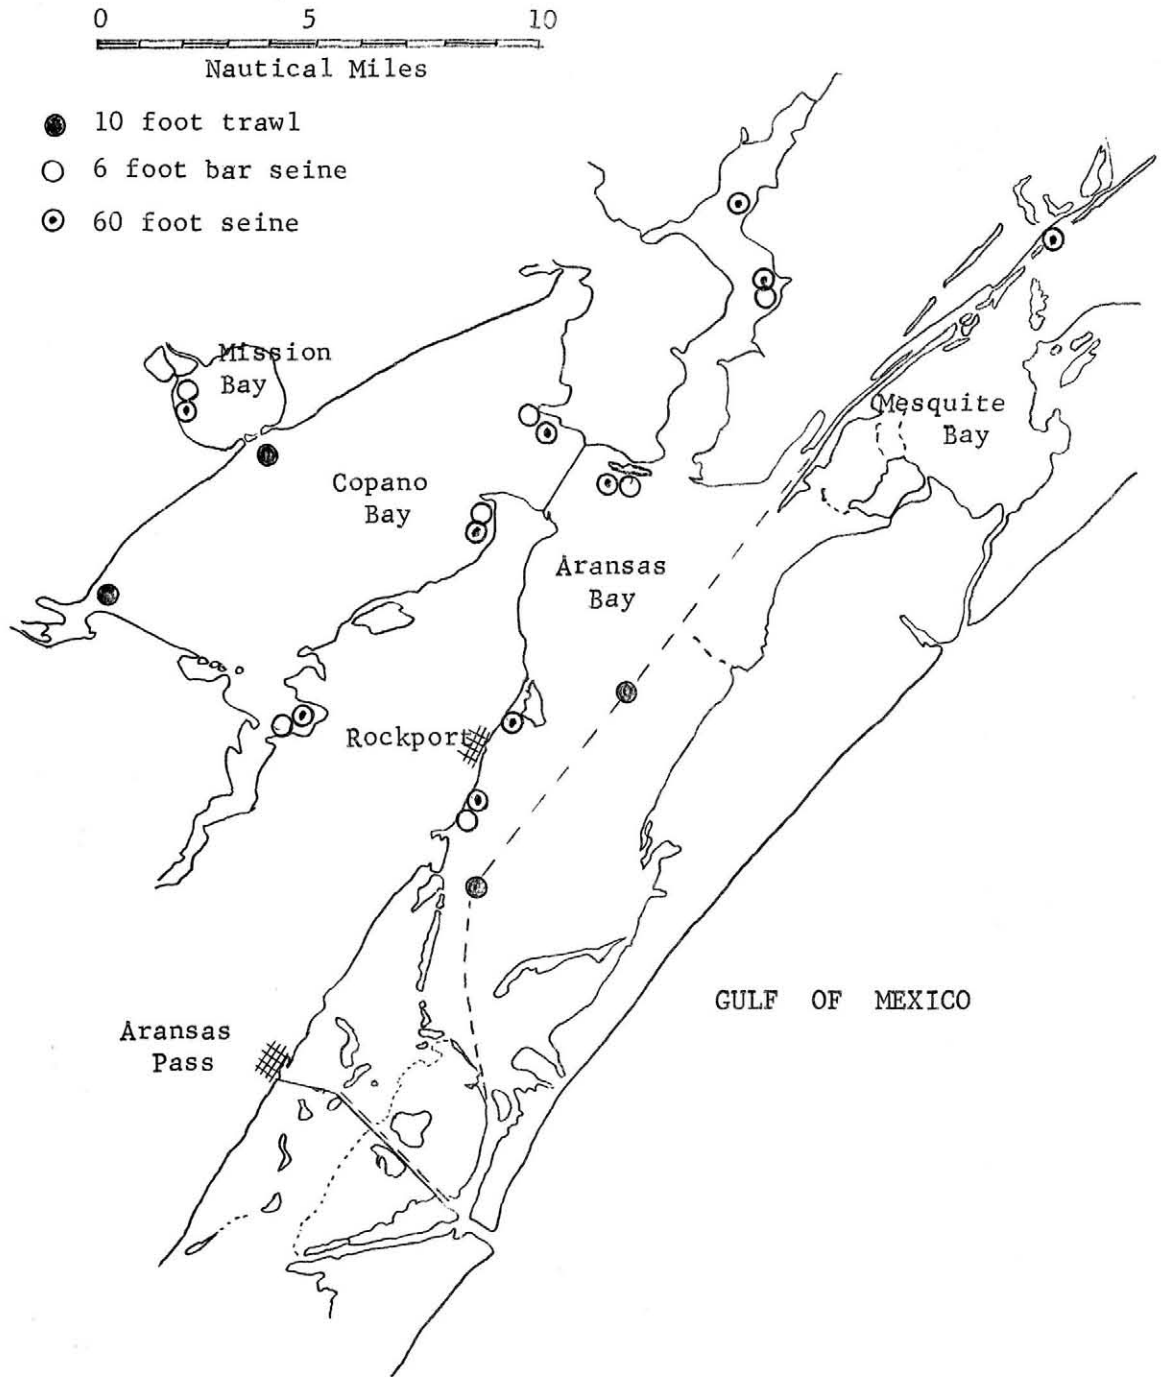 0 5 10
Nautical Miles
10 foot trawl
6 foot bar seine
60 foot seine
Mission
Bay
Mesquite
Bay
Copano
Bay
Aransas
Bay
Rockport
GULF OF MEXICO
Aransas
Pass